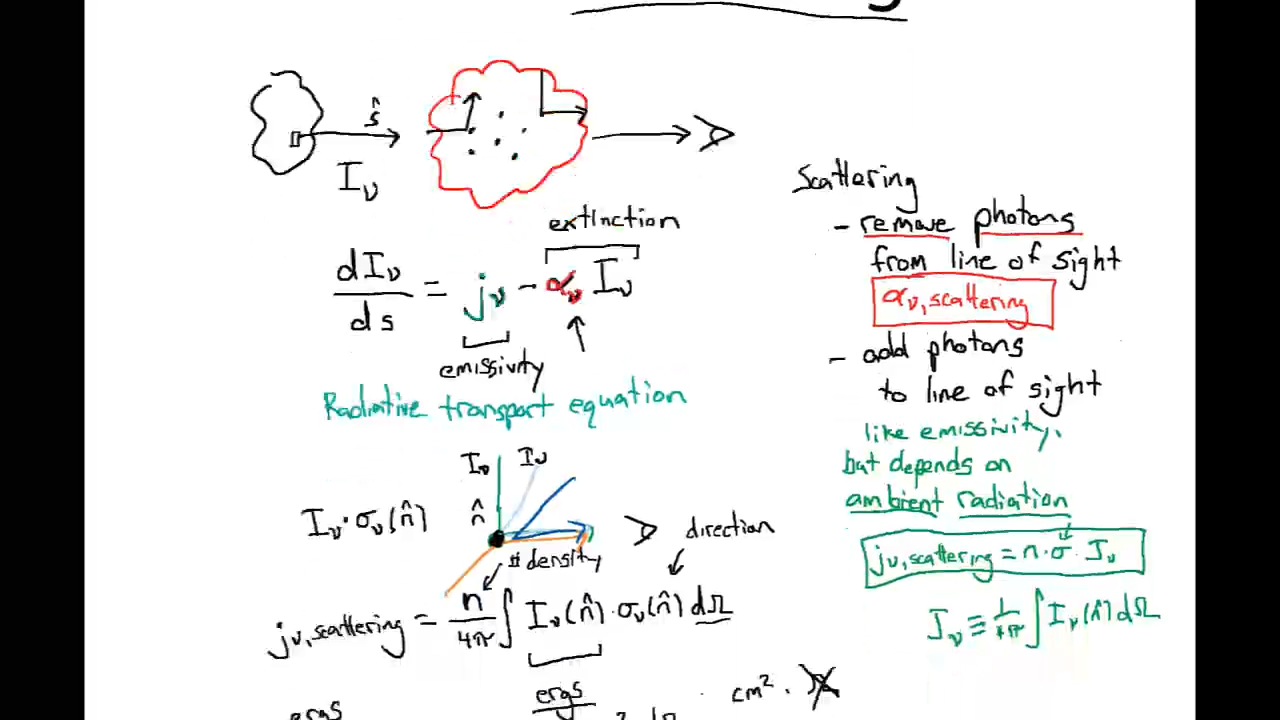 ŝ
I_ν
extinction
dI_ν/ds = j_ν - α_ν I_ν
emissivity
Radiative transport equation
I_ν I_ν
I_ν·σ_ν(n̂) n̂
direction
# density
j_ν,scattering = n/4π ∫ I_ν(n̂)·σ_ν(n̂) dΩ
ergs cm²·
ergs
Scattering
- remove photons
from line of sight
α_ν,scattering
- add photons
to line of sight
like emissivity,
but depends on
ambient radiation
j_ν,scattering = n·σ·J_ν
J_ν ≡ 1/4π ∫ I_ν(n̂) dΩ